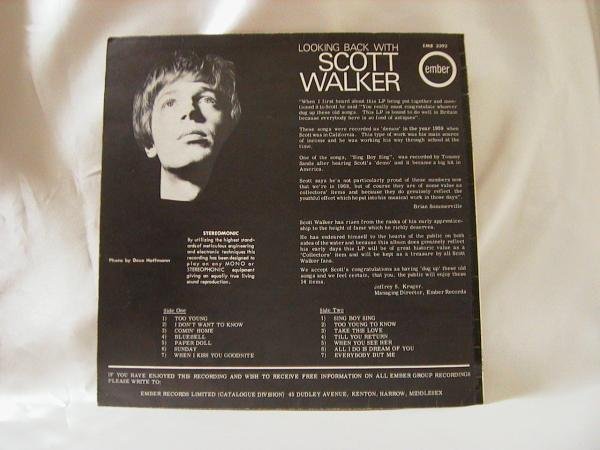 LOOKING BACK WITH
SCOTT
WALKER
EMB 3393
ember
"When I first heard about this LP being put together and men-
tioned it to Scott he said "You really must congratulate whoever
dug up these old songs. This LP is bound to do well in Britain
because everybody here is so fond of antiques".
These songs were recorded as 'demos' in the year 1959 when
Scott was in California. This type of work was his main source
of income and he was working his way through school at the
time.
One of the songs, "Sing Boy Sing", was recorded by Tommy
Sands after hearing Scott's 'demo' and it became a big hit in
America.
Scott says he's not particularly proud of these numbers now
that we're in 1968, but of course they are of some value as
collectors' items and because they do genuinely reflect the
youthful effort which he put into his musical work in those days".
Brian Sommerville
Scott Walker has risen from the ranks of his early apprentice-
ship to the height of fame which he richly deserves.
He has endeared himself to the hearts of the public on both
sides of the water and because this album does genuinely reflect
his early days this LP will be of great historic value as a
'Collectors' item and will be kept as a treasury by all Scott
Walker fans.
We accept Scott's congratulations as having 'dug up' these old
songs and we feel certain, that you, the public will enjoy these
14 items.
Jeffrey S. Kruger,
Managing Director, Ember Records
STEREOMONIC
By utilizing the highest stand-
ards of meticulous engineering
and electronic techniques this
recording has been designed to
play on any MONO or
STEREOPHONIC equipment
giving an equally true living
sound reproduction.
Photo by Dezo Hoffmann
Side One
1) TOO YOUNG
2) I DON'T WANT TO KNOW
3) COMIN' HOME
4) BLUEBELL
5) PAPER DOLL
6) SUNDAY
7) WHEN I KISS YOU GOODNITE
Side Two
1) SING BOY SING
2) TOO YOUNG TO KNOW
3) TAKE THIS LOVE
4) TILL YOU RETURN
5) WHEN YOU SEE HER
6) ALL I DO IS DREAM OF YOU
7) EVERYBODY BUT ME
IF YOU HAVE ENJOYED THIS RECORDING AND WISH TO RECEIVE FREE INFORMATION ON ALL EMBER GROUP RECORDINGS
PLEASE WRITE TO:
EMBER RECORDS LIMITED (CATALOGUE DIVISION) 45 DUDLEY AVENUE, KENTON, HARROW, MIDDLESEX